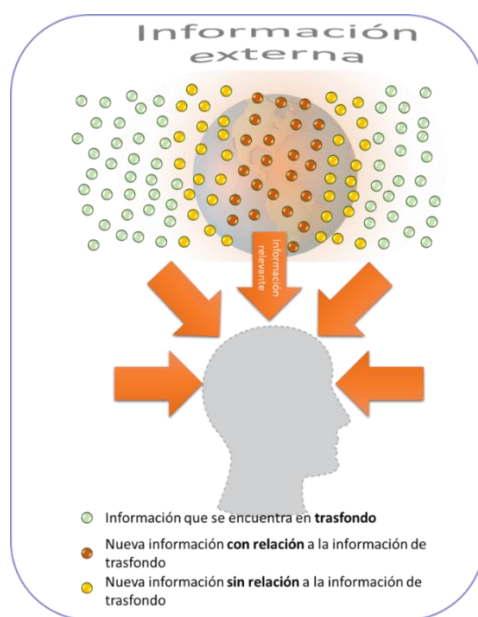 Información
externa
Información
relevante
Información que se encuentra en trasfondo
Nueva información con relación a la información de
trasfondo
Nueva información sin relación a la información de
trasfondo